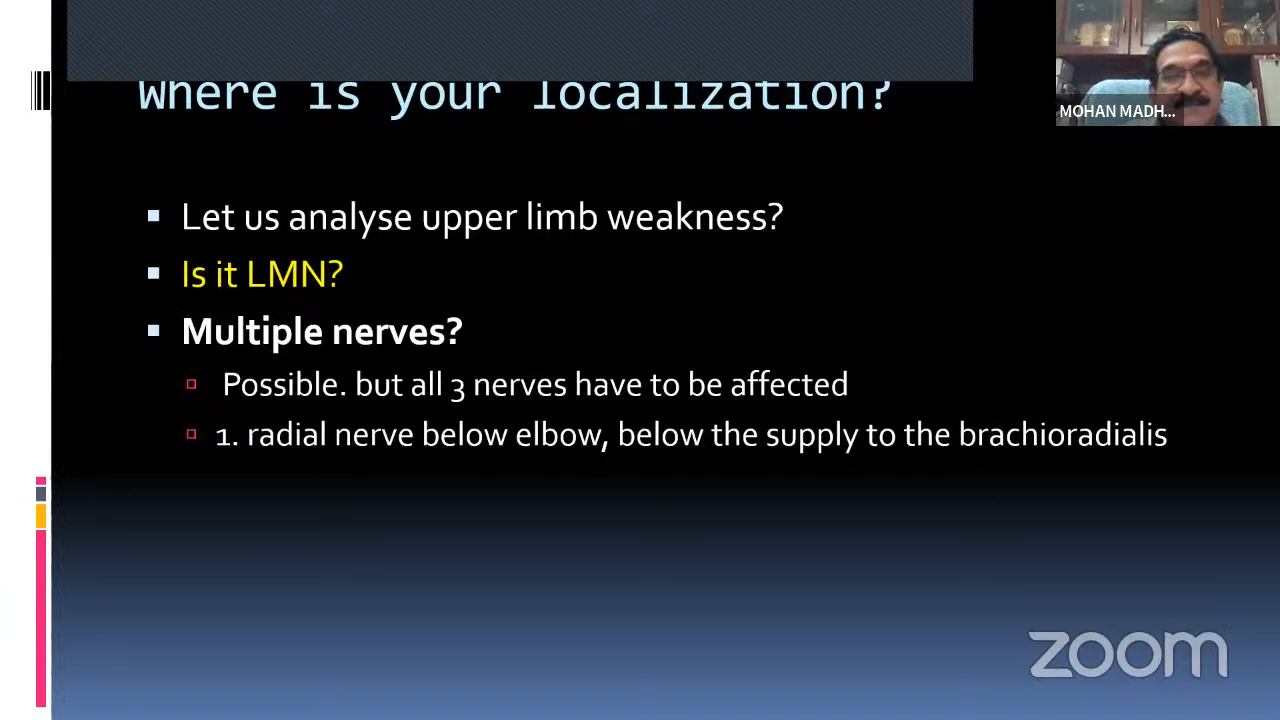 Where is your localization?
MOHAN MADH...
Let us analyse upper limb weakness?
Is it LMN?
Multiple nerves?
Possible. but all 3 nerves have to be affected
1. radial nerve below elbow, below the supply to the brachioradialis
zoom